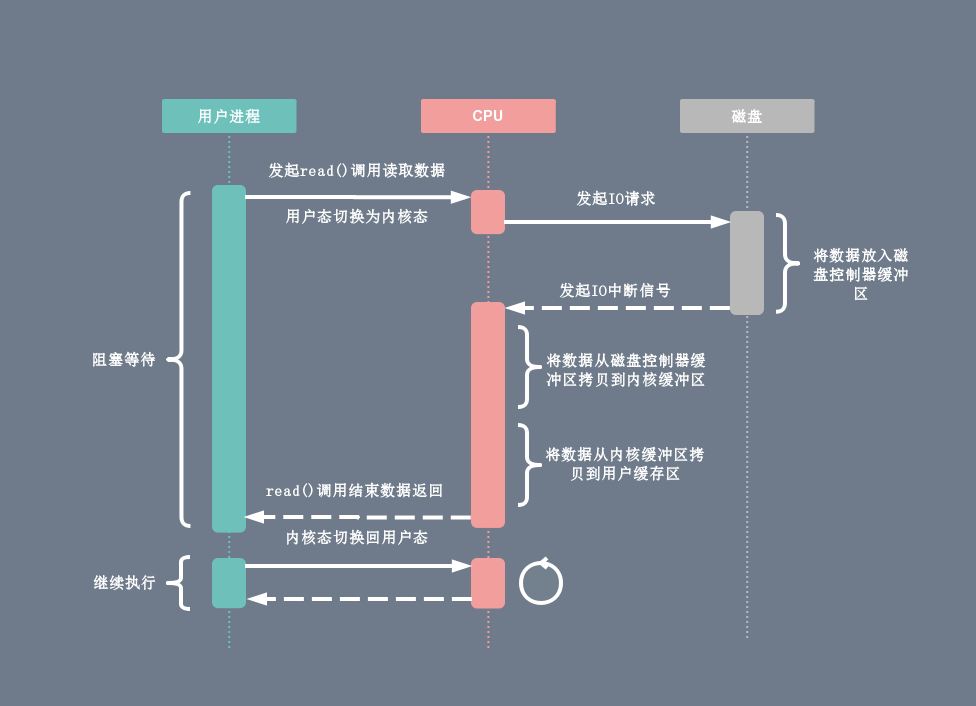 用户进程
CPU
磁盘
发起read()调用读取数据
用户态切换为内核态
发起IO请求
将数据放入磁
盘控制器缓冲
区
发起IO中断信号
阻塞等待
将数据从磁盘控制器缓
冲区拷贝到内核缓冲区
将数据从内核缓冲区拷
贝到用户缓存区
read()调用结束数据返回
内核态切换回用户态
继续执行